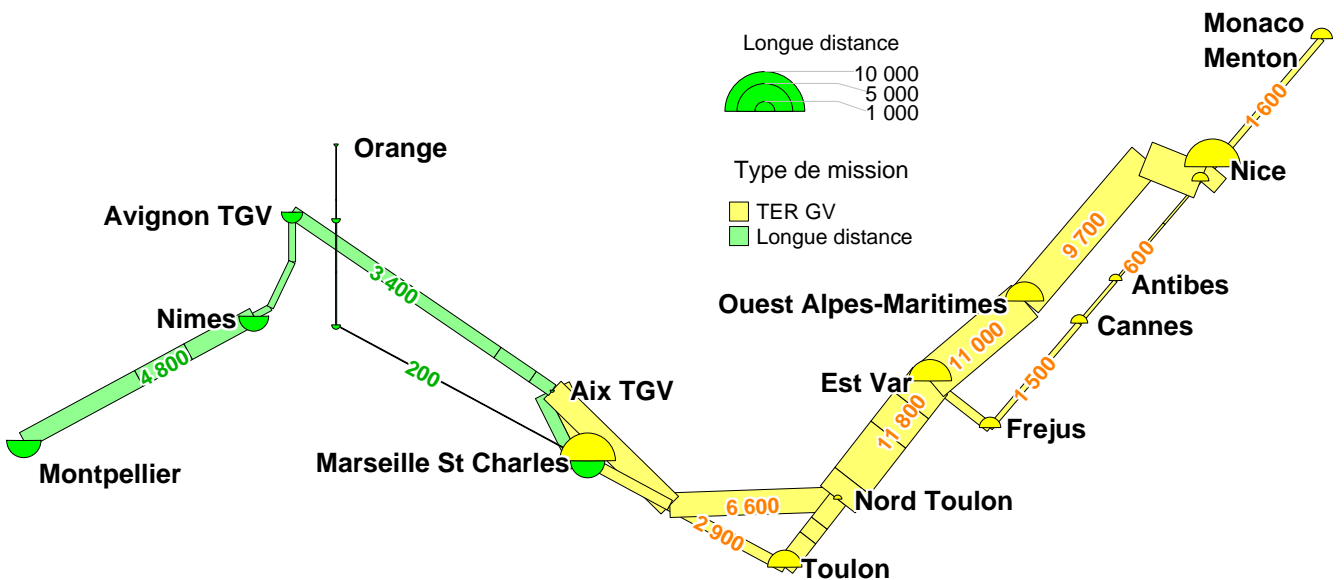 Monaco
Menton
Longue distance
10 000
5 000
1 000
1 600
Orange
Type de mission
Nice
TER GV
Longue distance
Avignon TGV
9 700
600
3 400
Antibes
Ouest Alpes-Maritimes
Nimes
Cannes
11 000
4 800
200
Est Var
1 500
Aix TGV
11 800
Frejus
Marseille St Charles
Montpellier
6 600
Nord Toulon
2 900
Toulon